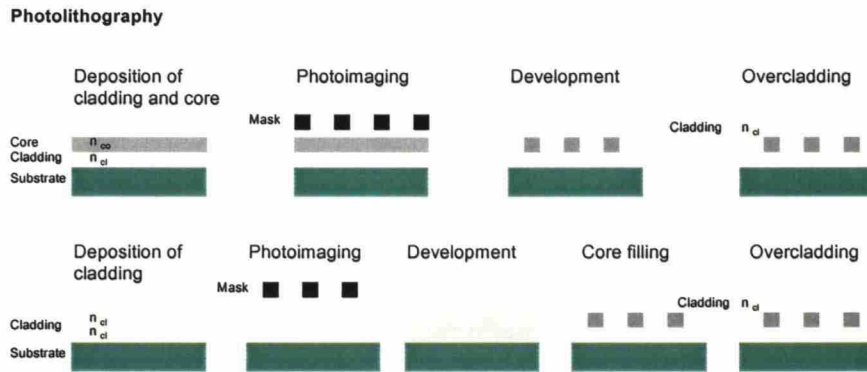 Photolithography
Deposition of
cladding and core
Photoimaging
Development
Overcladding
Mask
Cladding n cl
Core n co
Cladding n cl
Substrate
Deposition of
cladding
Photoimaging
Development
Core filling
Overcladding
Mask
Cladding n cl
n cl
Cladding n cl
Substrate